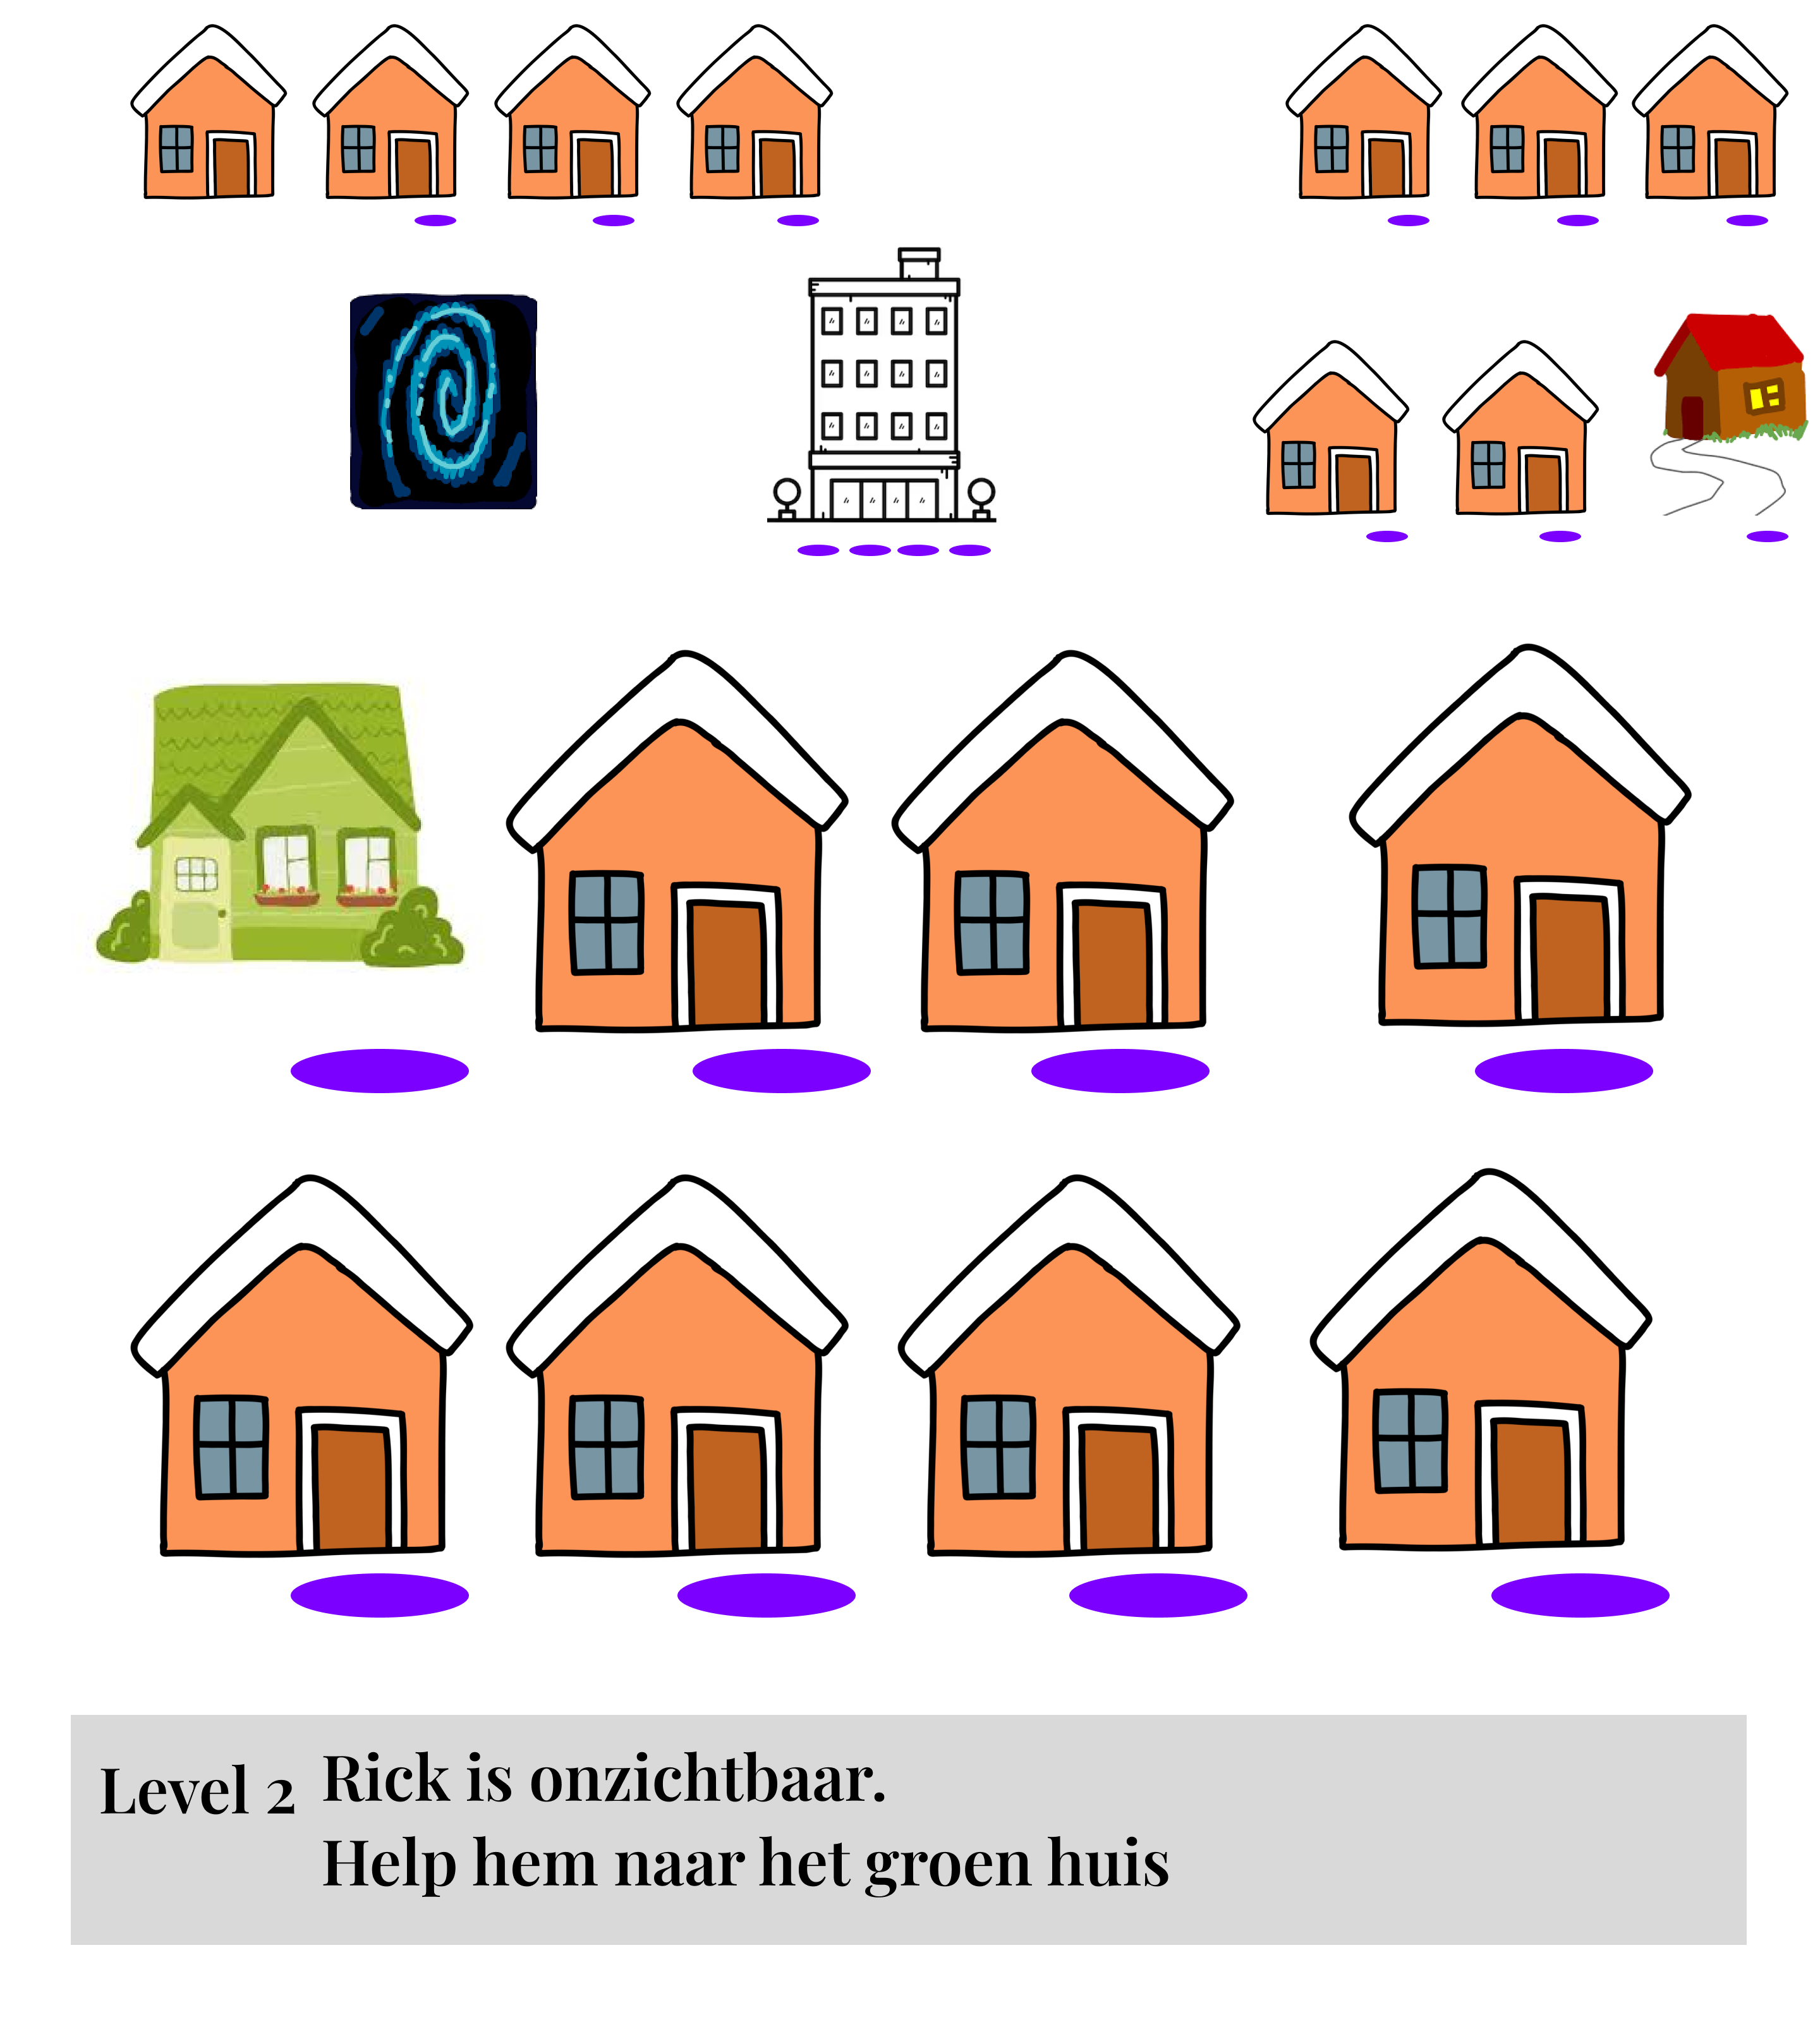 Level 2
Rick is onzichtbaar.
Help hem naar het groen huis